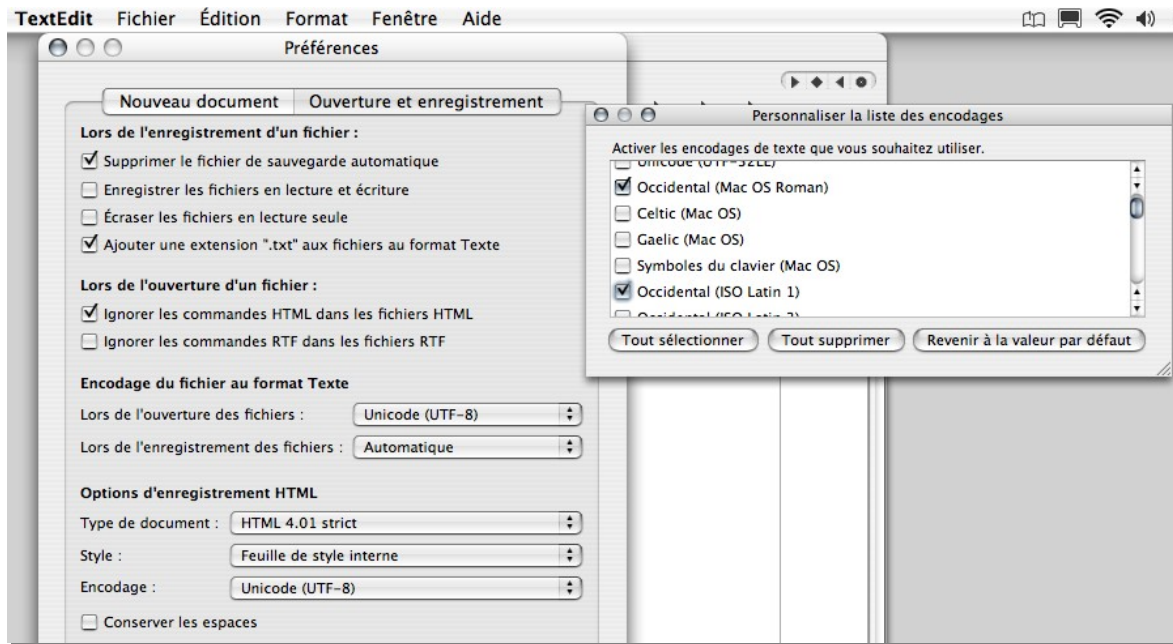 TextEdit Fichier Édition Format Fenêtre Aide
Préférences
Nouveau document Ouverture et enregistrement
Lors de l'enregistrement d'un fichier :
Supprimer le fichier de sauvegarde automatique
Enregistrer les fichiers en lecture et écriture
Écraser les fichiers en lecture seule
Ajouter une extension ".txt" aux fichiers au format Texte
Lors de l'ouverture d'un fichier :
Ignorer les commandes HTML dans les fichiers HTML
Ignorer les commandes RTF dans les fichiers RTF
Encodage du fichier au format Texte
Lors de l'ouverture des fichiers : Unicode (UTF-8)
Lors de l'enregistrement des fichiers : Automatique
Options d'enregistrement HTML
Type de document : HTML 4.01 strict
Style : Feuille de style interne
Encodage : Unicode (UTF-8)
Conserver les espaces
Personnaliser la liste des encodages
Activer les encodages de texte que vous souhaitez utiliser.
Unicode (UTF-32LE)
Occidental (Mac OS Roman)
Celtic (Mac OS)
Gaelic (Mac OS)
Symboles du clavier (Mac OS)
Occidental (ISO Latin 1)
Tout sélectionner Tout supprimer Revenir à la valeur par défaut